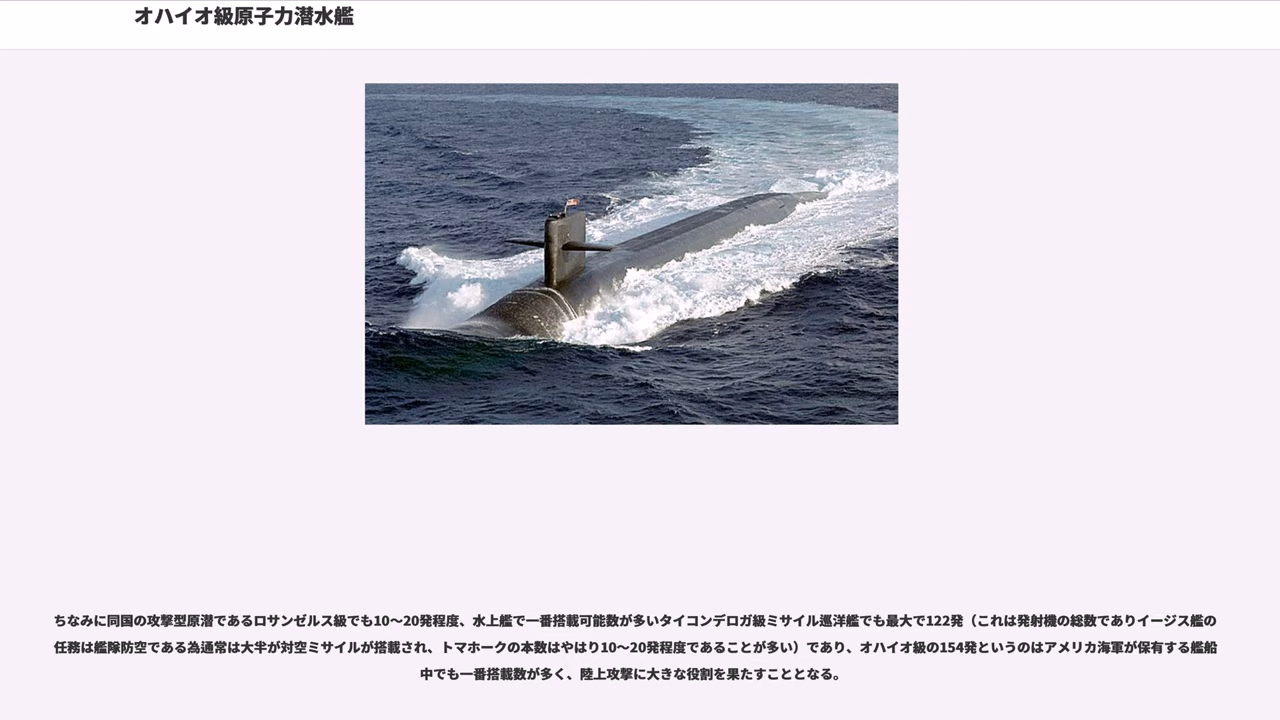 オハイオ級原子力潜水艦
ちなみに同国の攻撃型原潜であるロサンゼルス級でも10〜20発程度、水上艦で一番搭載可能数が多いタイコンデロガ級ミサイル巡洋艦でも最大で122発（これは発射機の総数でありイージス艦の
任務は艦隊防空である為通常は大半が対空ミサイルが搭載され、トマホークの本数はやはり10〜20発程度であることが多い）であり、オハイオ級の154発というのはアメリカ海軍が保有する艦船
中でも一番搭載数が多く、陸上攻撃に大きな役割を果たすこととなる。